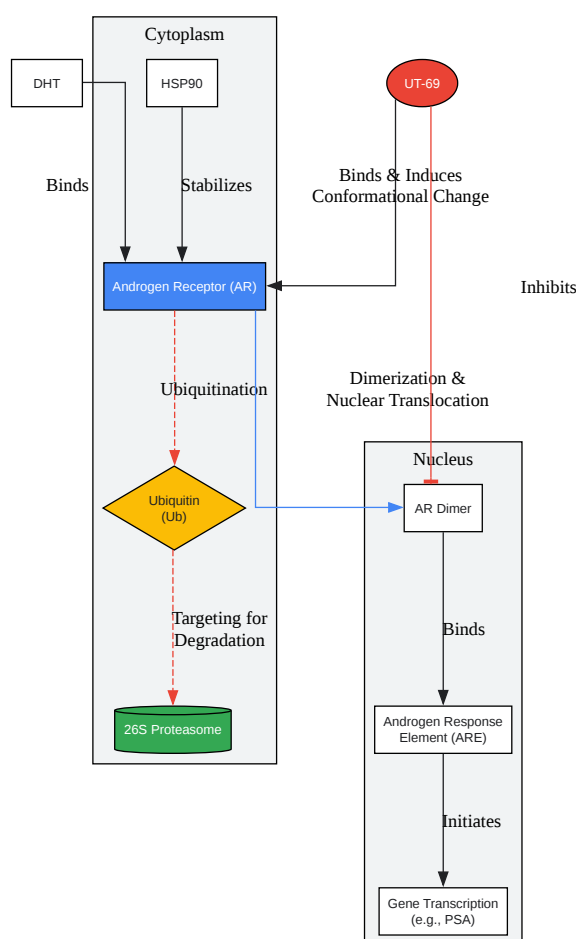 Cytoplasm
DHT
HSP90
UT-69
Binds
Stabilizes
Binds & Induces
Conformational Change
Androgen Receptor (AR)
Inhibits
Ubiquitination
Dimerization &
Nuclear Translocation
Nucleus
Ubiquitin
(Ub)
AR Dimer
Targeting for
Degradation
Binds
26S Proteasome
Androgen Response
Element (ARE)
Initiates
Gene Transcription
(e.g., PSA)